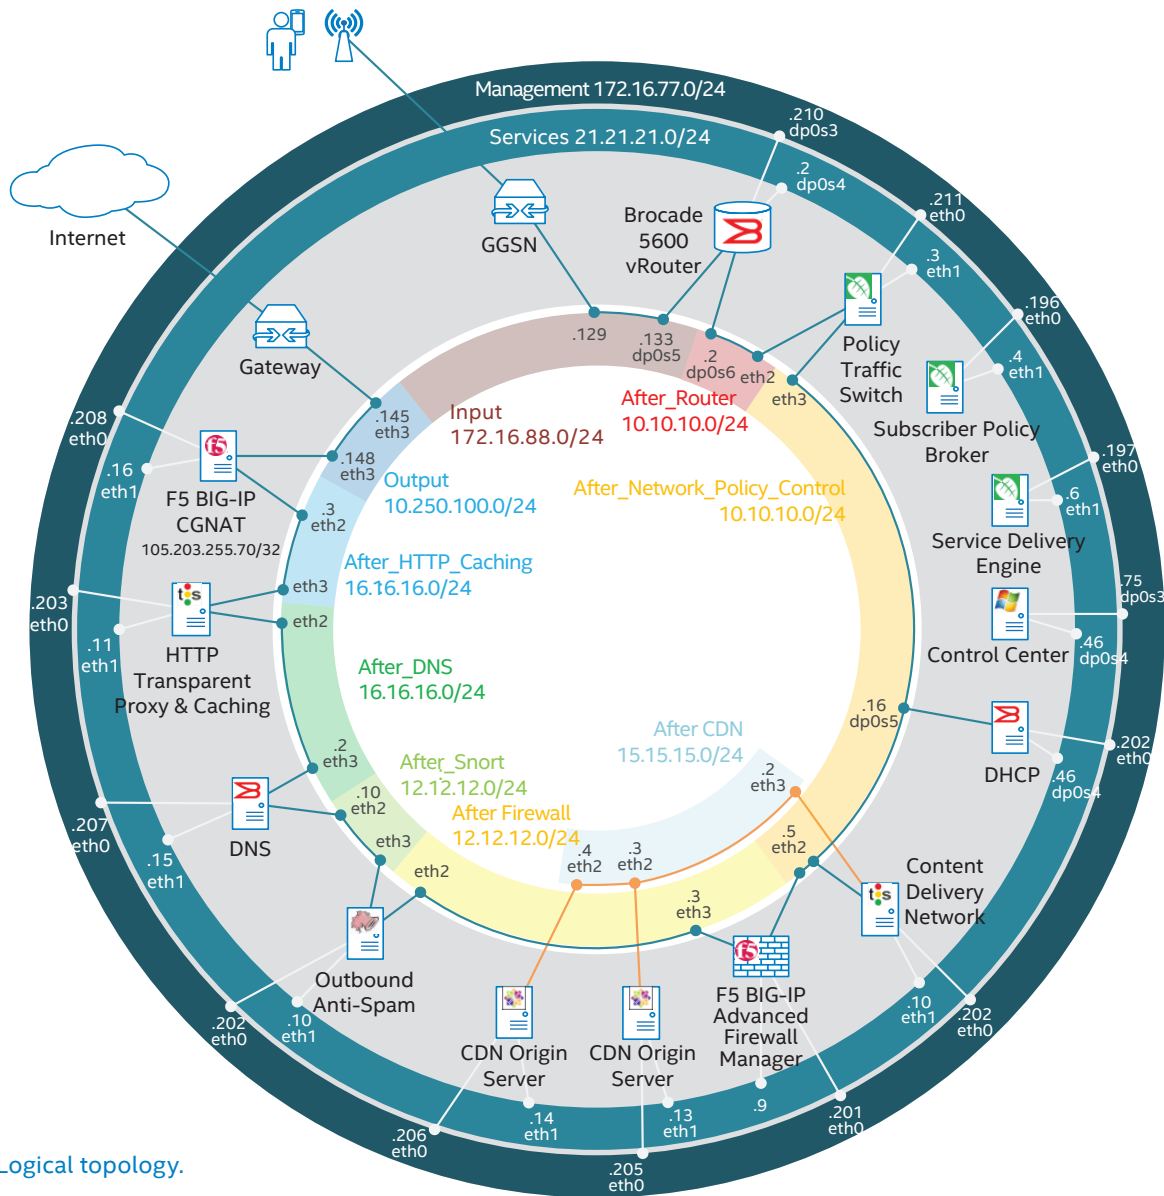 Management 172.16.77.0/24
Services 21.21.21.0/24
.210
dp0s3
.2
dp0s4
.211
eth0
.3
eth1
.196
eth0
.4
eth1
.197
eth0
.6
eth1
.75
dp0s3
.46
dp0s4
.202
eth0
.46
dp0s4
.202
eth0
.10
eth1
.201
eth0
.9
.205
eth0
.13
eth1
.206
eth0
.14
eth1
.202
eth0
.10
eth1
.207
eth0
.15
eth1
.203
eth0
.11
eth1
.208
eth0
.16
eth1
Internet
GGSN
Brocade
5600
vRouter
Policy
Traffic
Switch
Subscriber Policy
Broker
Service Delivery
Engine
Control Center
DHCP
Content
Delivery
Network
t:s
F5 BIG-IP
Advanced
Firewall
Manager
f5
CDN Origin
Server
CDN Origin
Server
Outbound
Anti-Spam
DNS
HTTP
Transparent
Proxy & Caching
t:s
F5 BIG-IP
CGNAT
105.203.255.70/32
f5
Gateway
.129
.133
dp0s5
.2
dp0s6
eth2
eth3
.16
dp0s5
.5
eth2
.2
eth3
.3
eth2
.4
eth2
.3
eth3
eth2
eth3
.10
eth2
.2
eth3
eth2
eth3
.3
eth2
.148
eth3
.145
eth3
Input
172.16.88.0/24
After_Router
10.10.10.0/24
Output
10.250.100.0/24
After_Network_Policy_Control
10.10.10.0/24
After_HTTP_Caching
16.16.16.0/24
After_DNS
16.16.16.0/24
After CDN
15.15.15.0/24
After_Snort
12.12.12.0/24
After Firewall
12.12.12.0/24
Logical topology.